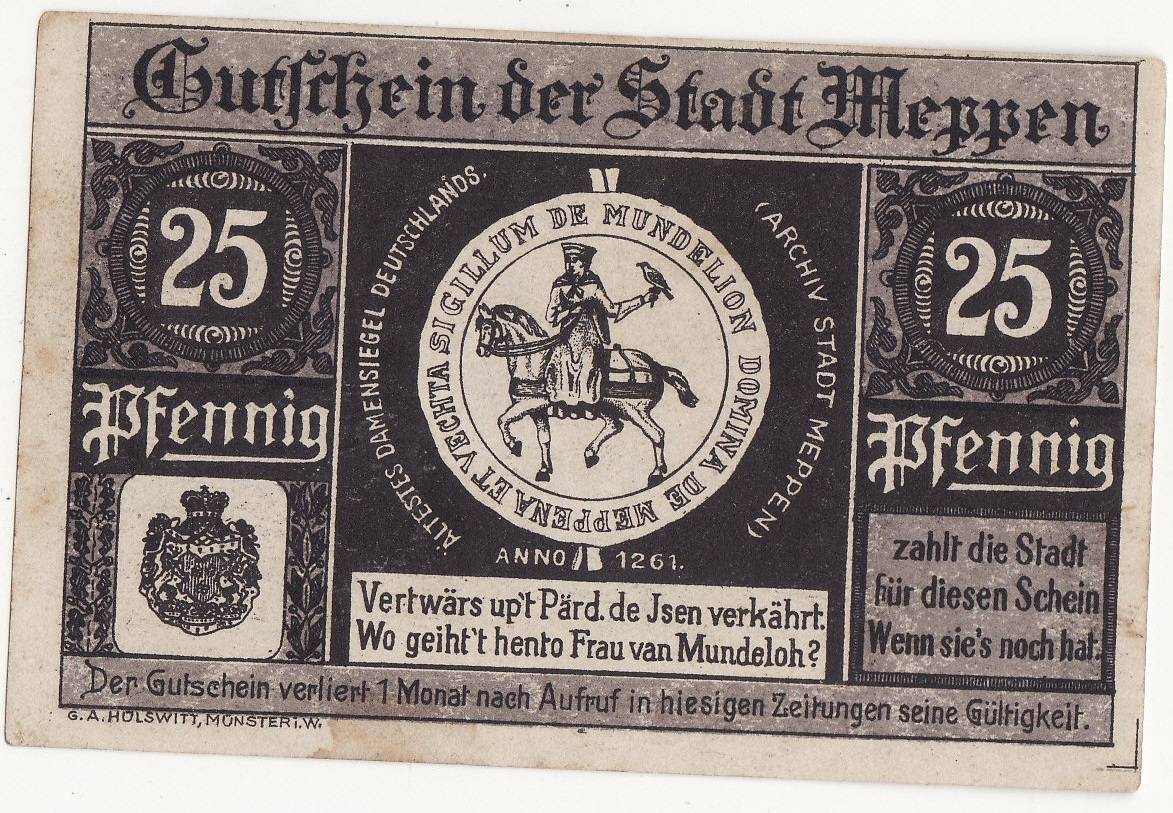 Gutschein der Stadt Meppen
25
Pfennig
ÄLTESTES DAMENSIEGEL DEUTSCHLANDS.
SIGILLUM DE MUNDELION DOMINA DE MEPPENA ET VECHTA
(ARCHIV STADT MEPPEN)
ANNO 1261.
25
Pfennig
Vertwärs up't Pärd. de Jsen verkährt.
Wo geiht't hento Frau van Mundeloh?
zahlt die Stadt
für diesen Schein
Wenn sie's noch hat.
Der Gutschein verliert 1 Monat nach Aufruf in hiesigen Zeitungen seine Gültigkeit.
G. A. HÜLSWITT, MÜNSTER i. W.